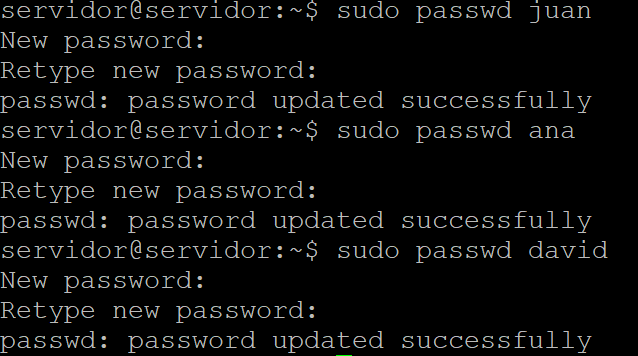 servidor@servidor:~$ sudo passwd juan
New password:
Retype new password:
passwd: password updated successfully
servidor@servidor:~$ sudo passwd ana
New password:
Retype new password:
passwd: password updated successfully
servidor@servidor:~$ sudo passwd david
New password:
Retype new password:
passwd: password updated successfully